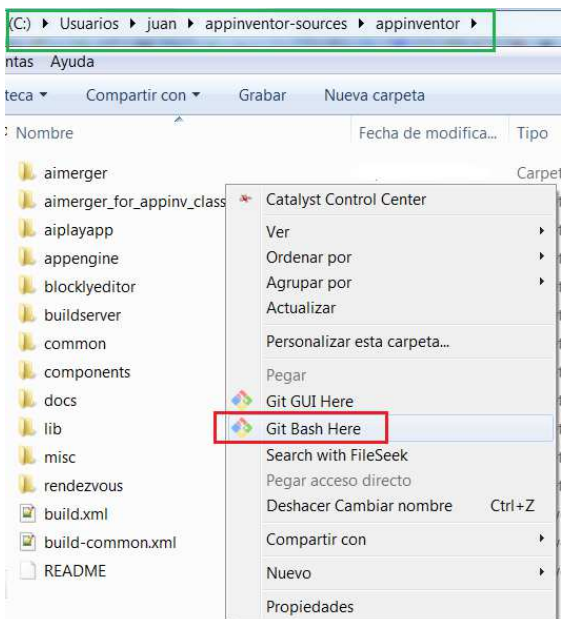 (C:) ▸ Usuarios ▸ juan ▸ appinventor-sources ▸ appinventor ▸
ntas Ayuda
teca ▾ Compartir con ▾ Grabar Nueva carpeta
Nombre Fecha de modifica... Tipo
aimerger Carpet
aimerger_for_appinv_class
aiplayapp
appengine
blocklyeditor
buildserver
common
components
docs
lib
misc
rendezvous
build.xml
build-common.xml
README
Catalyst Control Center
Ver
Ordenar por
Agrupar por
Actualizar
Personalizar esta carpeta...
Pegar
Git GUI Here
Git Bash Here
Search with FileSeek
Pegar acceso directo
Deshacer Cambiar nombre Ctrl+Z
Compartir con
Nuevo
Propiedades